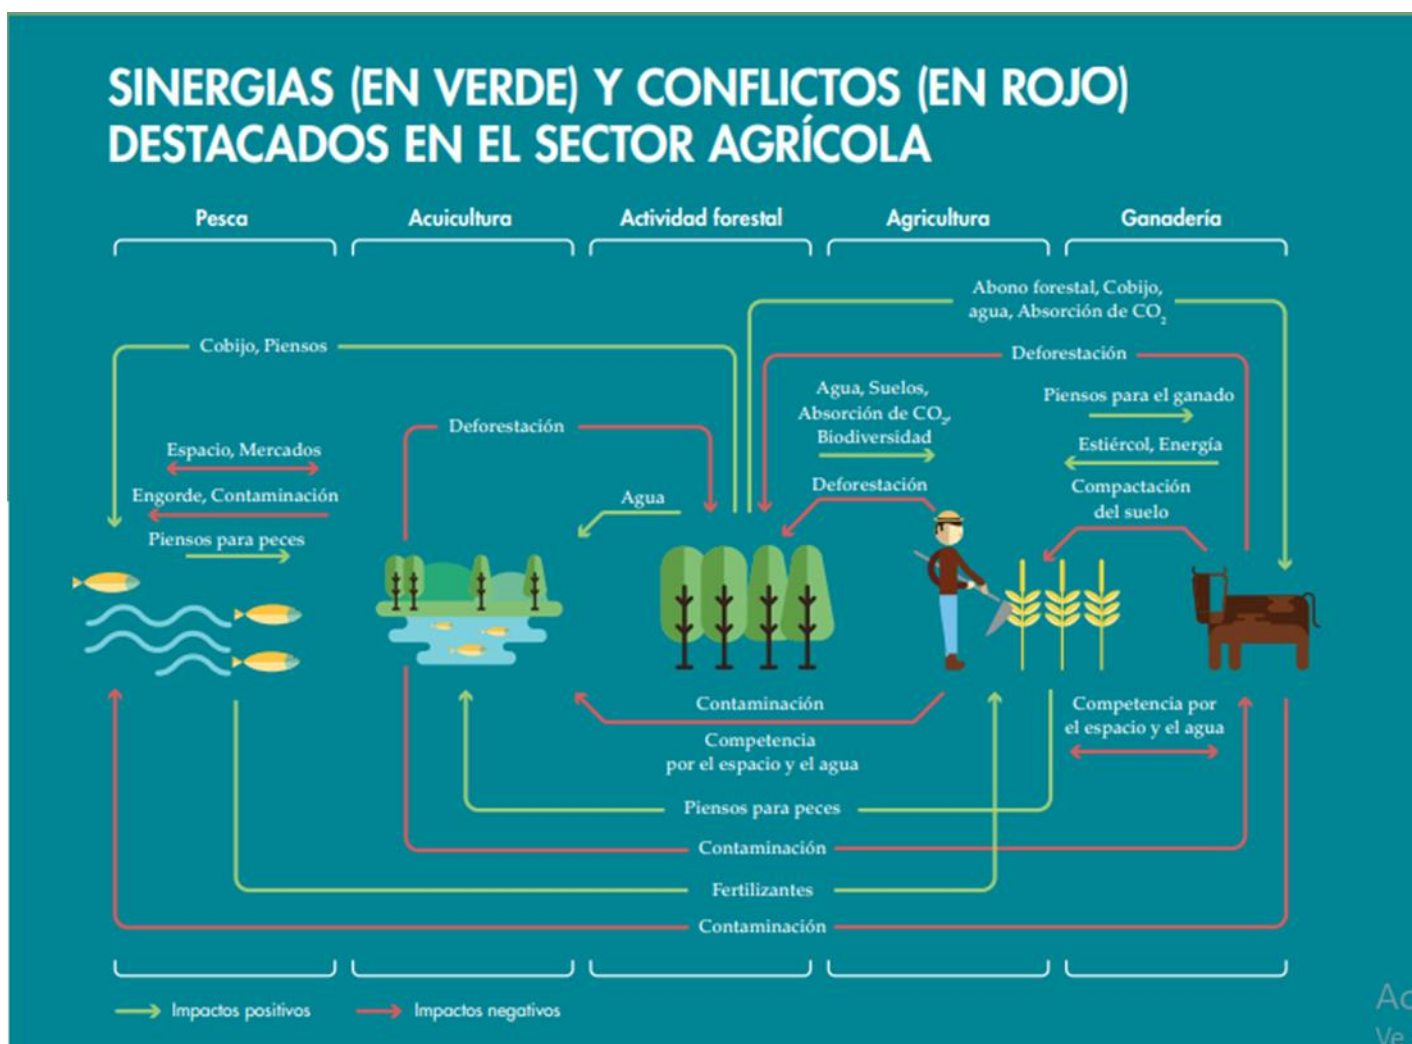 SINERGIAS (EN VERDE) Y CONFLICTOS (EN ROJO)
DESTACADOS EN EL SECTOR AGRÍCOLA
Pesca
Acuicultura
Actividad forestal
Agricultura
Ganadería
Abono forestal, Cobijo,
agua, Absorción de CO₂
Cobijo, Piensos
Deforestación
Agua, Suelos,
Absorción de CO₂,
Biodiversidad
Piensos para el ganado
Deforestación
Espacio, Mercados
Estiércol, Energía
Engorde, Contaminación
Agua
Deforestación
Compactación
del suelo
Piensos para peces
Contaminación
Competencia
por el espacio y el agua
Competencia por
el espacio y el agua
Piensos para peces
Contaminación
Fertilizantes
Contaminación
Impactos positivos
Impactos negativos
Ac
Ve